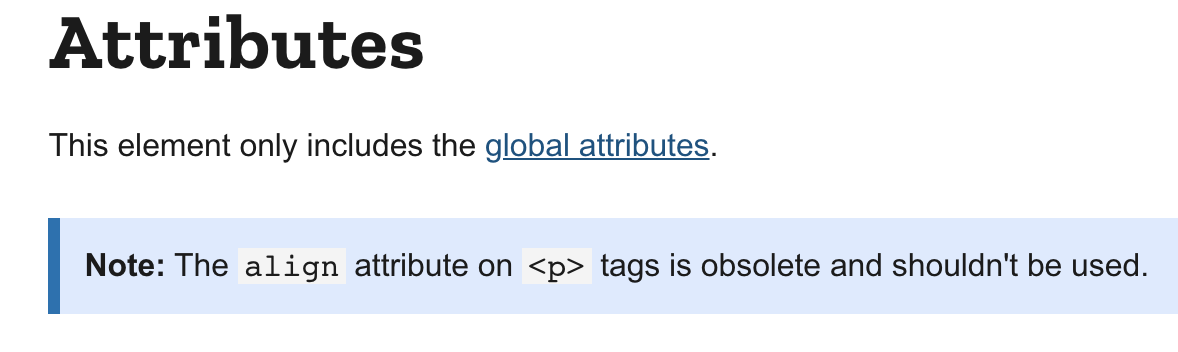 Attributes
This element only includes the global attributes.
Note: The align attribute on <p> tags is obsolete and shouldn't be used.